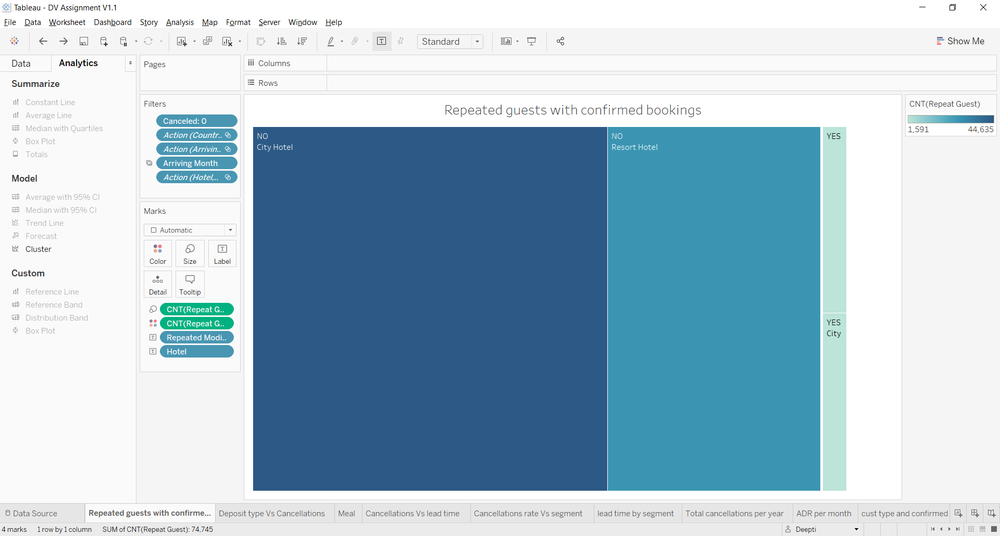 Tableau - DV Assignment V1.1
File Data Worksheet Dashboard Story Analysis Map Format Server Window Help
Standard
Show Me
Data Analytics
Summarize
Constant Line
Average Line
Median with Quartiles
Box Plot
Totals
Model
Average with 95% CI
Median with 95% CI
Trend Line
Forecast
Cluster
Custom
Reference Line
Reference Band
Distribution Band
Box Plot
Pages
Filters
Canceled: 0
Action (Countr..
Action (Arrivin..
Arriving Month
Action (Hotel,..
Marks
Automatic
Color Size Label
Detail Tooltip
CNT(Repeat G..
CNT(Repeat G..
Repeated Modi..
Hotel
Columns
Rows
Repeated guests with confirmed bookings
NO
City Hotel
NO
Resort Hotel
YES
YES
City
CNT(Repeat Guest)
1,591 44,635
Data Source Repeated guests with confirme... Deposit type Vs Cancellations Meal Cancellations Vs lead time Cancellations rate Vs segment lead time by segment Total cancellations per year ADR per month cust type and confirmed
4 marks 1 row by 1 column SUM of CNT(Repeat Guest): 74,745 Deepti